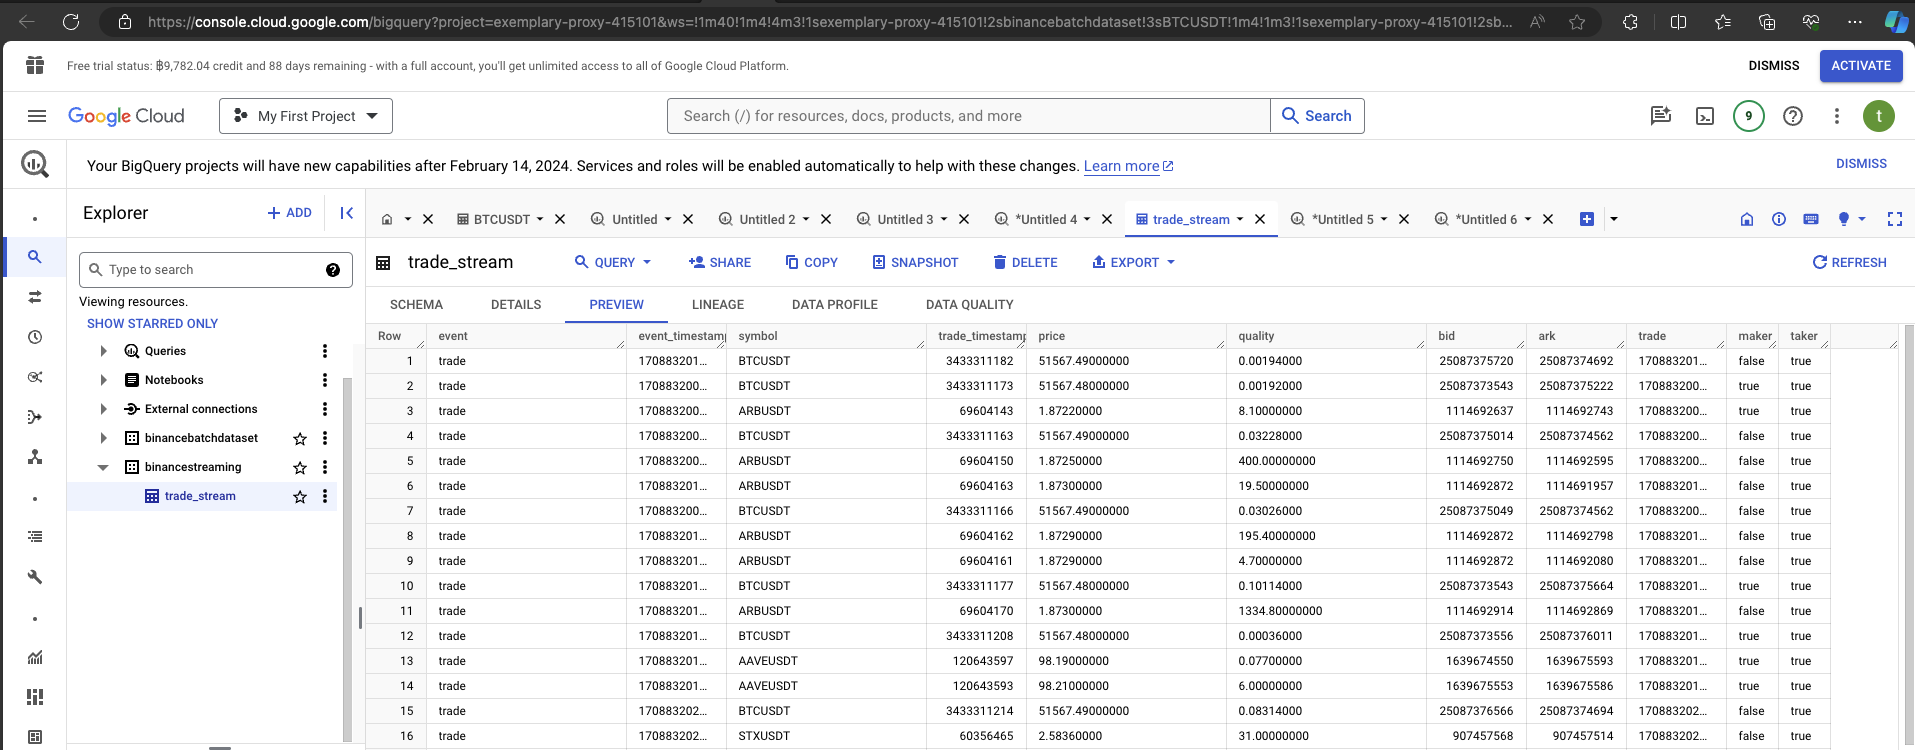 https://console.cloud.google.com/bigquery?project=exemplary-proxy-415101&ws=!1m40!1m4!4m3!1sexemplary-proxy-415101!2sbinancebatchdataset!3sBTCUSDT!1m4!1m3!1sexemplary-proxy-415101!2sb...
Free trial status: ฿9,782.04 credit and 88 days remaining - with a full account, you'll get unlimited access to all of Google Cloud Platform.
DISMISS
ACTIVATE
Google Cloud
My First Project
Search (/) for resources, docs, products, and more
Search
9
t
Your BigQuery projects will have new capabilities after February 14, 2024. Services and roles will be enabled automatically to help with these changes. Learn more
DISMISS
Explorer
+ ADD
Type to search
Viewing resources.
SHOW STARRED ONLY
Queries
Notebooks
External connections
binancebatchdataset
binancestreaming
trade_stream
BTCUSDT
Untitled
Untitled 2
Untitled 3
*Untitled 4
trade_stream
*Untitled 5
*Untitled 6
trade_stream
QUERY
SHARE
COPY
SNAPSHOT
DELETE
EXPORT
REFRESH
SCHEMA
DETAILS
PREVIEW
LINEAGE
DATA PROFILE
DATA QUALITY
Row event event_timestamp symbol trade_timestamp price quality bid ark trade maker taker
1 trade 170883201... BTCUSDT 3433311182 51567.49000000 0.00194000 25087375720 25087374692 170883201... false true
2 trade 170883200... BTCUSDT 3433311173 51567.48000000 0.00192000 25087373543 25087375222 170883200... true true
3 trade 170883200... ARBUSDT 69604143 1.87220000 8.10000000 1114692637 1114692743 170883200... true true
4 trade 170883200... BTCUSDT 3433311163 51567.49000000 0.03228000 25087375014 25087374562 170883200... false true
5 trade 170883200... ARBUSDT 69604150 1.87250000 400.00000000 1114692750 1114692595 170883200... false true
6 trade 170883201... ARBUSDT 69604163 1.87300000 19.50000000 1114692872 1114691957 170883201... false true
7 trade 170883200... BTCUSDT 3433311166 51567.49000000 0.03026000 25087375049 25087374562 170883200... false true
8 trade 170883201... ARBUSDT 69604162 1.87290000 195.40000000 1114692872 1114692798 170883201... false true
9 trade 170883201... ARBUSDT 69604161 1.87290000 4.70000000 1114692872 1114692080 170883201... false true
10 trade 170883201... BTCUSDT 3433311177 51567.48000000 0.10114000 25087373543 25087375664 170883201... true true
11 trade 170883201... ARBUSDT 69604170 1.87300000 1334.80000000 1114692914 1114692869 170883201... false true
12 trade 170883201... BTCUSDT 3433311208 51567.48000000 0.00036000 25087373556 25087376011 170883201... true true
13 trade 170883201... AAVEUSDT 120643597 98.19000000 0.07700000 1639674550 1639675593 170883201... true true
14 trade 170883201... AAVEUSDT 120643593 98.21000000 6.00000000 1639675553 1639675586 170883201... true true
15 trade 170883202... BTCUSDT 3433311214 51567.49000000 0.08314000 25087376566 25087374694 170883202... false true
16 trade 170883202... STXUSDT 60356465 2.58360000 31.00000000 907457568 907457514 170883202... false true